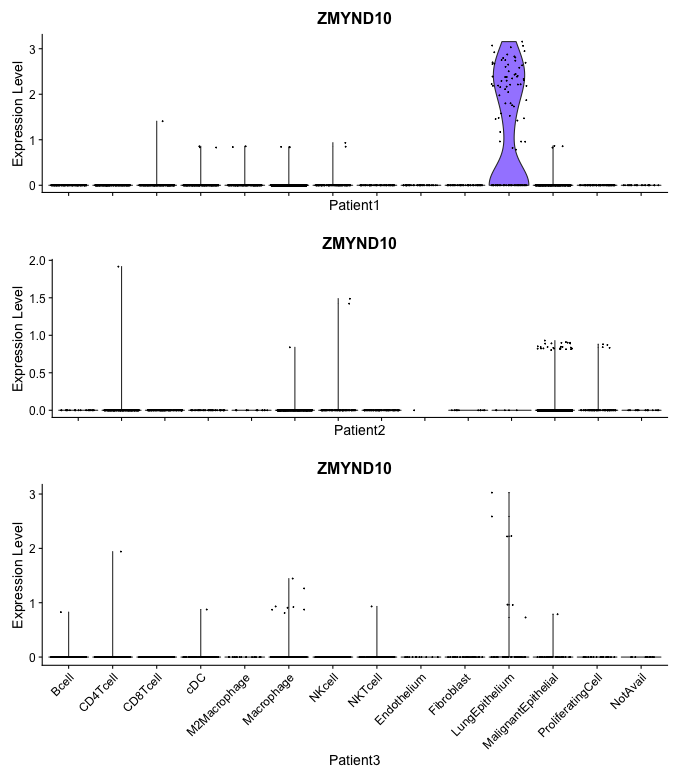 ZMYND10
Expression Level
3
2
1
0
Patient1
ZMYND10
Expression Level
2.0
1.5
1.0
0.5
0.0
Patient2
ZMYND10
Expression Level
3
2
1
0
Bcell
CD4Tcell
CD8Tcell
cDC
M2Macrophage
Macrophage
NKcell
NKTcell
Endothelium
Fibroblast
LungEpithelium
MalignantEpithelial
ProliferatingCell
NotAvail
Patient3